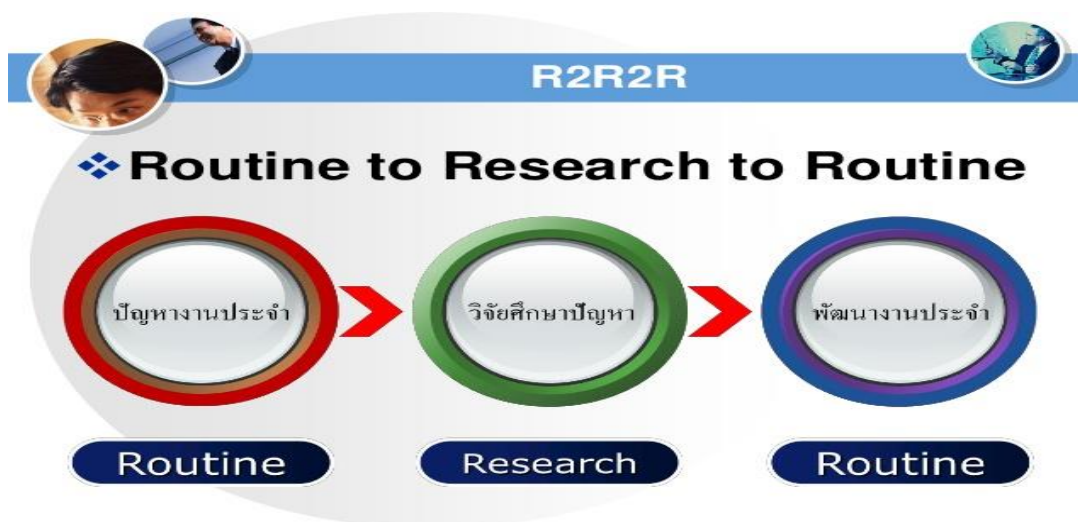 R2R2R
Routine to Research to Routine
ปัญหางานประจำ
วิจัยศึกษาปัญหา
พัฒนางานประจำ
Routine
Research
Routine